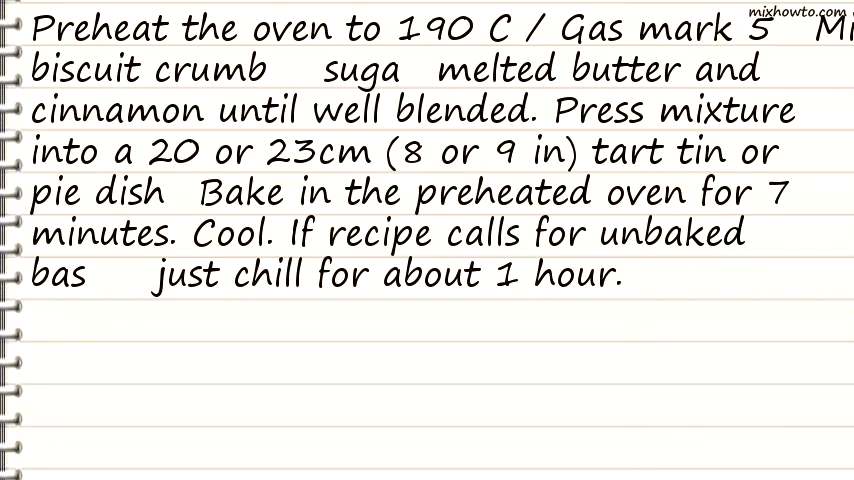 mixhowto.com
Preheat the oven to 190 C / Gas mark 5 Mi
biscuit crumb suga melted butter and
cinnamon until well blended. Press mixture
into a 20 or 23cm (8 or 9 in) tart tin or
pie dish Bake in the preheated oven for 7
minutes. Cool. If recipe calls for unbaked
bas just chill for about 1 hour.